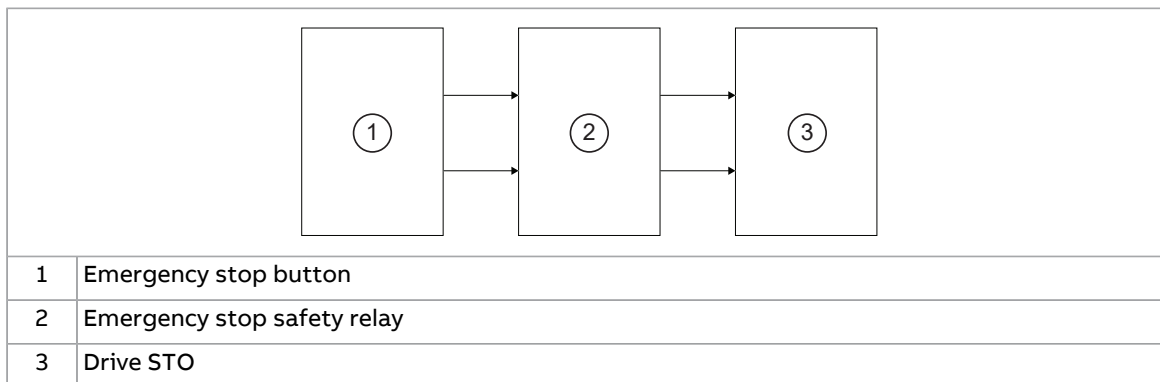 1 2 3
1 Emergency stop button
2 Emergency stop safety relay
3 Drive STO